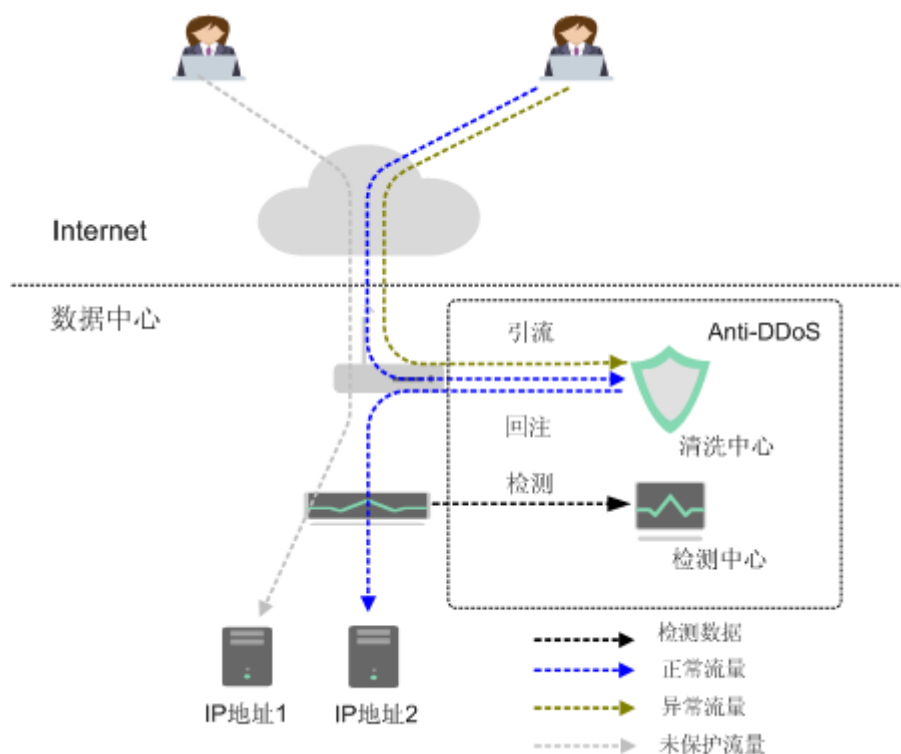 Internet
数据中心
引流
Anti-DDoS
回注
清洗中心
检测
检测中心
IP地址1
IP地址2
检测数据
正常流量
异常流量
未保护流量